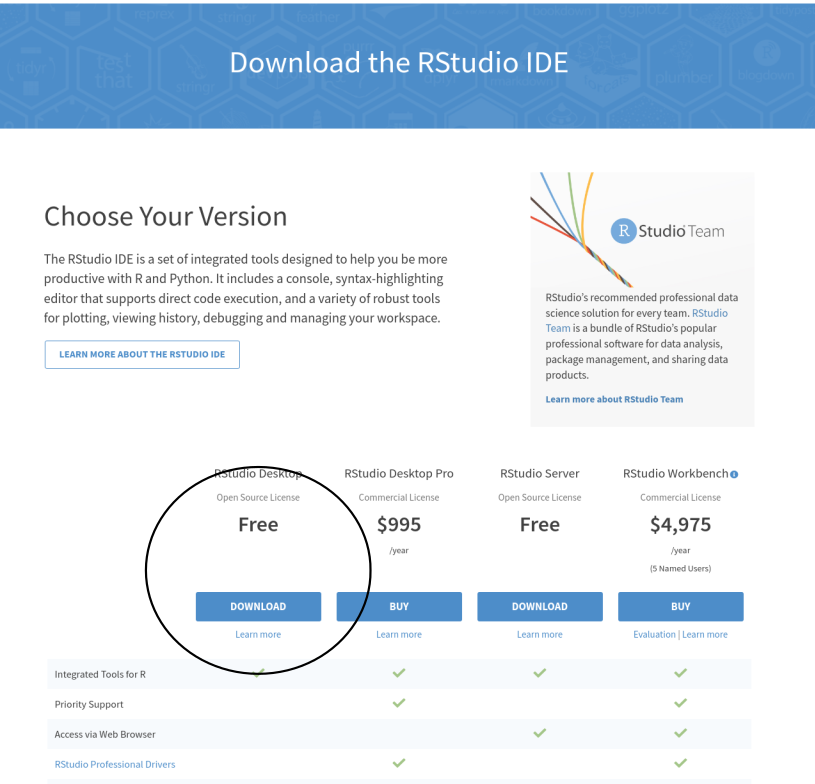 Download the RStudio IDE
Choose Your Version
The RStudio IDE is a set of integrated tools designed to help you be more
productive with R and Python. It includes a console, syntax-highlighting
editor that supports direct code execution, and a variety of robust tools
for plotting, viewing history, debugging and managing your workspace.
LEARN MORE ABOUT THE RSTUDIO IDE
R Studio Team
RStudio's recommended professional data
science solution for every team. RStudio
Team is a bundle of RStudio's popular
professional software for data analysis,
package management, and sharing data
products.
Learn more about RStudio Team
RStudio Desktop RStudio Desktop Pro RStudio Server RStudio Workbench
Open Source License Commercial License Open Source License Commercial License
Free $995 Free $4,975
/year /year
(5 Named Users)
DOWNLOAD BUY DOWNLOAD BUY
Learn more Learn more Learn more Evaluation | Learn more
Integrated Tools for R
Priority Support
Access via Web Browser
RStudio Professional Drivers